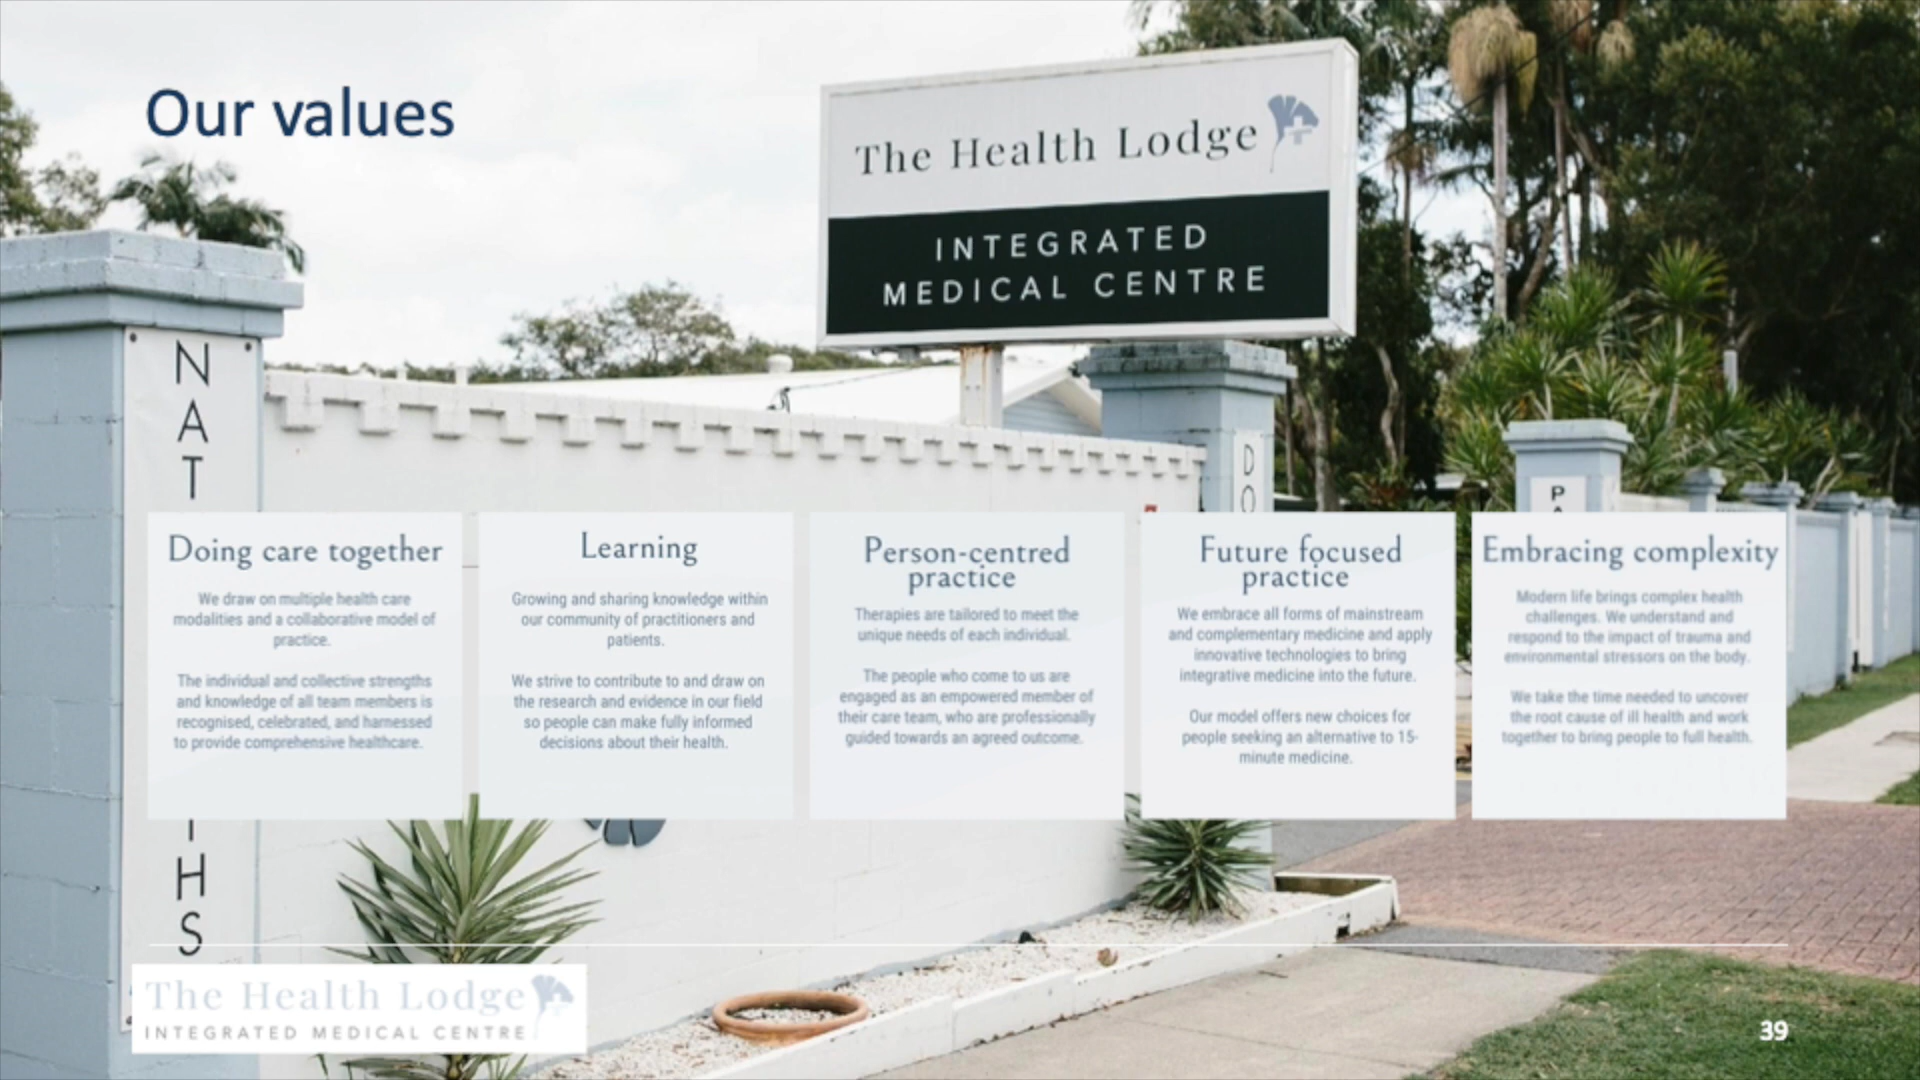 Our values
The Health Lodge
INTEGRATED
MEDICAL CENTRE
N
A
T
D
O
P
Doing care together
We draw on multiple health care
modalities and a collaborative model of
practice.
The individual and collective strengths
and knowledge of all team members is
recognised, celebrated, and harnessed
to provide comprehensive healthcare.
Learning
Growing and sharing knowledge within
our community of practitioners and
patients.
We strive to contribute to and draw on
the research and evidence in our field
so people can make fully informed
decisions about their health.
Person-centred
practice
Therapies are tailored to meet the
unique needs of each individual.
The people who come to us are
engaged as an empowered member of
their care team, who are professionally
guided towards an agreed outcome.
Future focused
practice
We embrace all forms of mainstream
and complementary medicine and apply
innovative technologies to bring
integrative medicine into the future.
Our model offers new choices for
people seeking an alternative to 15-
minute medicine.
Embracing complexity
Modern life brings complex health
challenges. We understand and
respond to the impact of trauma and
environmental stressors on the body.
We take the time needed to uncover
the root cause of ill health and work
together to bring people to full health.
H
S
The Health Lodge
INTEGRATED MEDICAL CENTRE
39